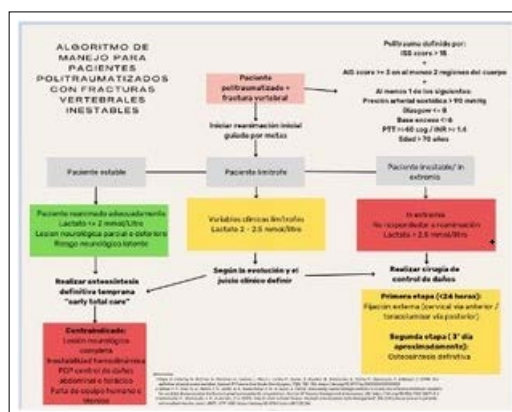 ALGORITMO DE
MANEJO PARA
PACIENTES
POLITRAUMATIZADOS
CON FRACTURAS
VERTEBRALES
INESTABLES
Politrauma definido por:
ISS score > 15
+
AIS score >= 3 en al menos 2 regiones del cuerpo
+
Al menos 1 de los siguientes:
Presión arterial sistólica > 90 mmHg
Glasgow <= 8
Base excess <= 6
PTT >= 40 seg / INR >= 1.4
Edad > 70 años
Paciente
politraumatizado +
fractura vertebral
Iniciar reanimación inicial
guiada por metas
Paciente estable
Paciente limítrofe
Paciente inestable/ in
extremis
Paciente reanimado adecuadamente
Lactato <= 2 mmol/Litro
Lesion neurológica parcial o deterioro
Riesgo neurológico latente
Variables clínicas limítrofes
Lactato 2 - 2.5 mmol/Litro
In extremis
No respondedor a reanimación
Lactato > 2.5 mmol/litro
Realizar osteosíntesis
definitiva temprana
"early total care"
Según la evolución y el
juicio clínico definir
Realizar cirugía de
control de daños
Contraindicado:
Lesión neurológica
completa
Inestabilidad hemodinámica
POP control de daños
abdominal o torácico
Falta de equipo humano o
técnico
Primera etapa (<24 horas):
Fijación externa (cervical via anterior /
toracolumbar via posterior)
Segunda etapa (3° día
aproximadamente):
Osteosíntesis definitiva